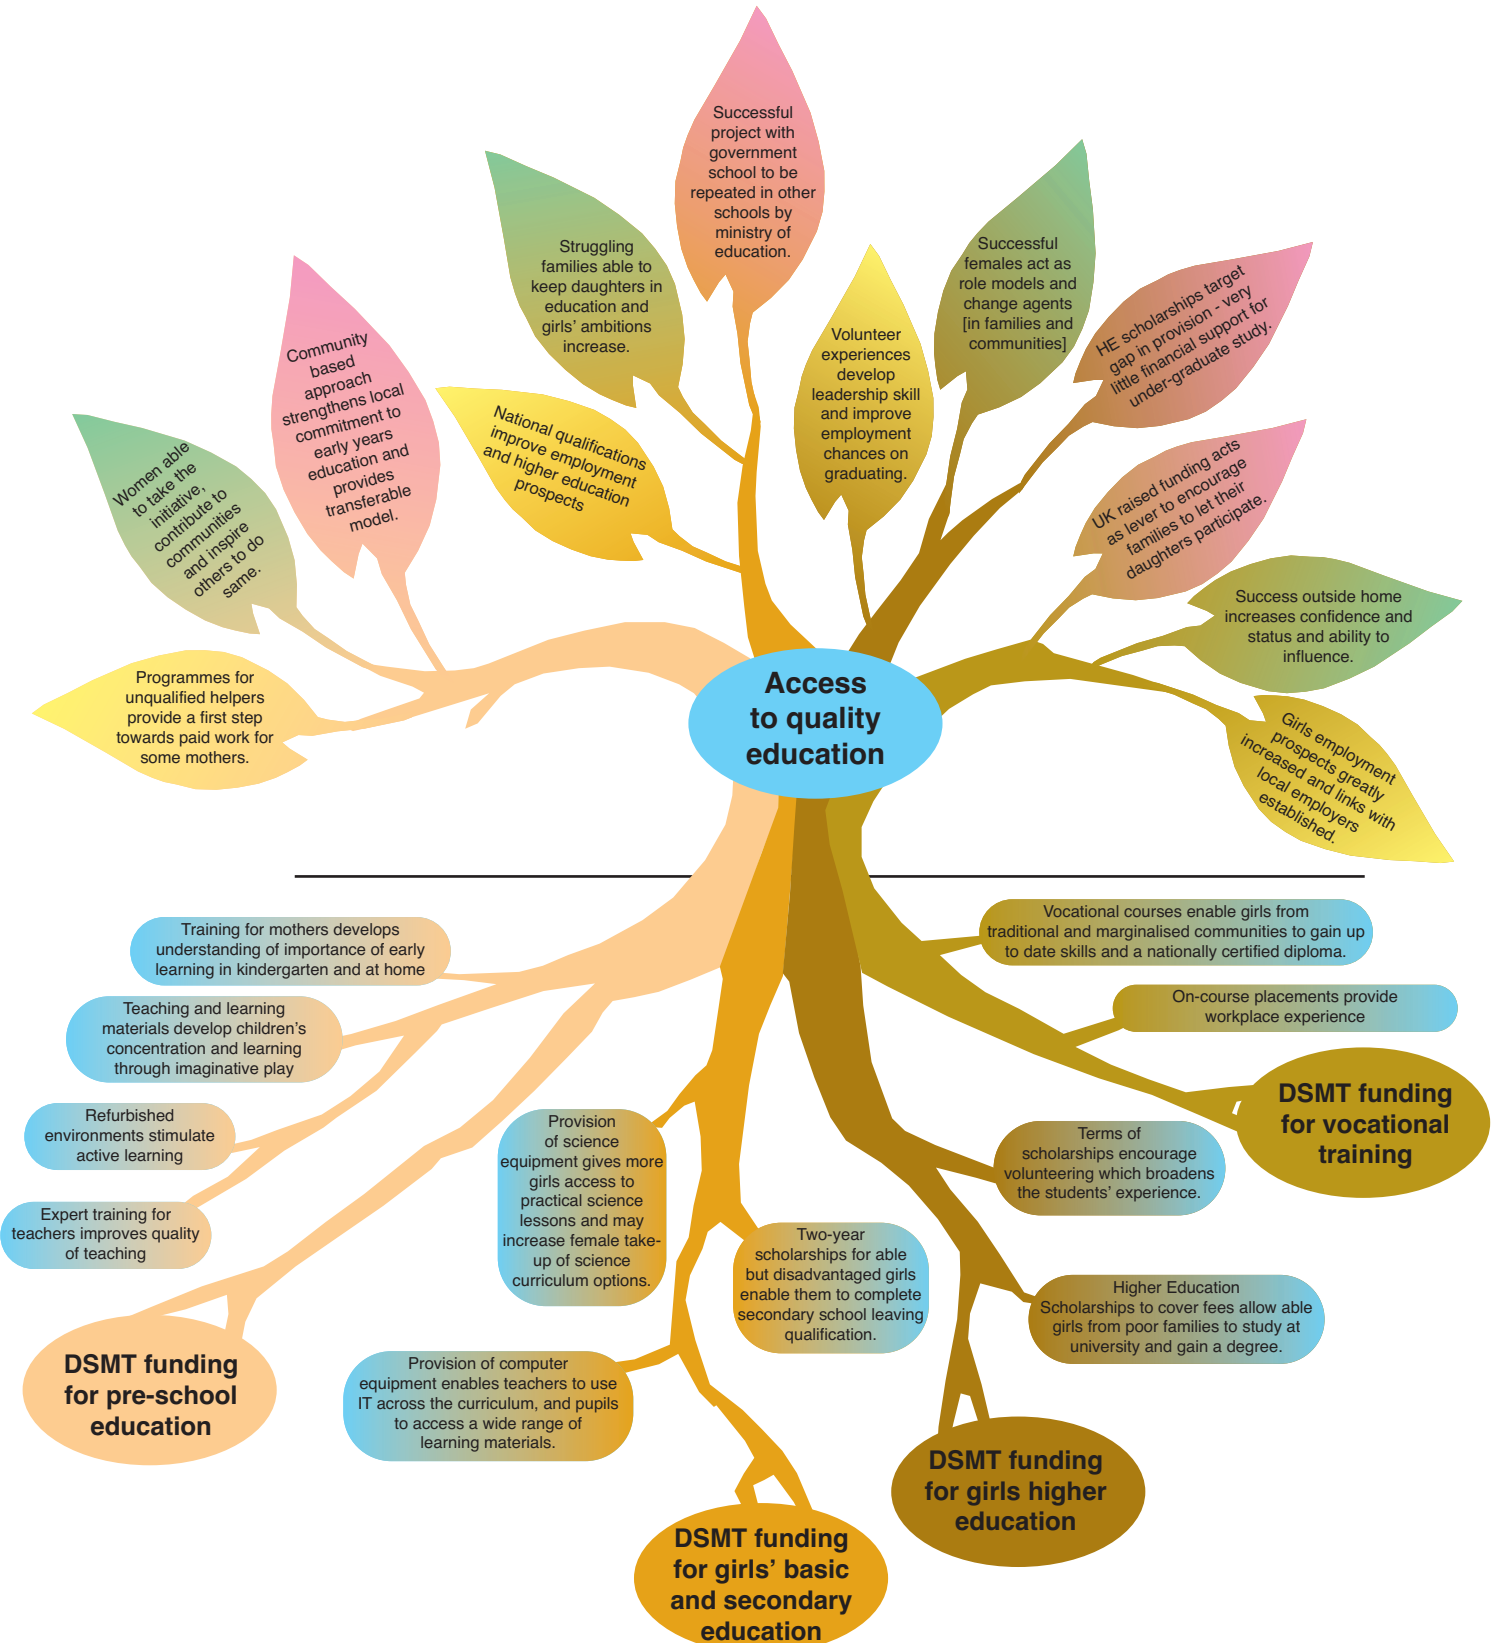 Successful
project with
government
school to be
repeated in other
schools by
ministry of
education.
Struggling
families able to
keep daughters in
education and
girls’ ambitions
increase.
Successful
females act as
role models and
change agents
[in families and
communities]
HE scholarships target
gap in provision - very
little financial support for
under-graduate study.
Community
based
approach
strengthens local
commitment to
early years
education and
provides
transferable
model.
Volunteer
experiences
develop
leadership skill
and improve
employment
chances on
graduating.
National qualifications
improve employment
and higher education
prospects
Women able
to take the
initiative,
contribute to
communities
and inspire
others to do
same.
UK raised funding acts
as lever to encourage
families to let their
daughters participate.
Success outside home
increases confidence and
status and ability to
influence.
Programmes for
unqualified helpers
provide a first step
towards paid work for
some mothers.
Access
to quality
education
Girls employment
prospects greatly
increased and links with
local employers
established.
Training for mothers develops
understanding of importance of early
learning in kindergarten and at home
Vocational courses enable girls from
traditional and marginalised communities to gain up
to date skills and a nationally certified diploma.
Teaching and learning
materials develop children’s
concentration and learning
through imaginative play
On-course placements provide
workplace experience
DSMT funding
for vocational
training
Refurbished
environments stimulate
active learning
Provision
of science
equipment gives more
girls access to
practical science
lessons and may
increase female take-
up of science
curriculum options.
Terms of
scholarships encourage
volunteering which broadens
the students’ experience.
Expert training for
teachers improves quality
of teaching
Two-year
scholarships for able
but disadvantaged girls
enable them to complete
secondary school leaving
qualification.
Higher Education
Scholarships to cover fees allow able
girls from poor families to study at
university and gain a degree.
DSMT funding
for pre-school
education
Provision of computer
equipment enables teachers to use
IT across the curriculum, and pupils
to access a wide range of
learning materials.
DSMT funding
for girls higher
education
DSMT funding
for girls’ basic
and secondary
education